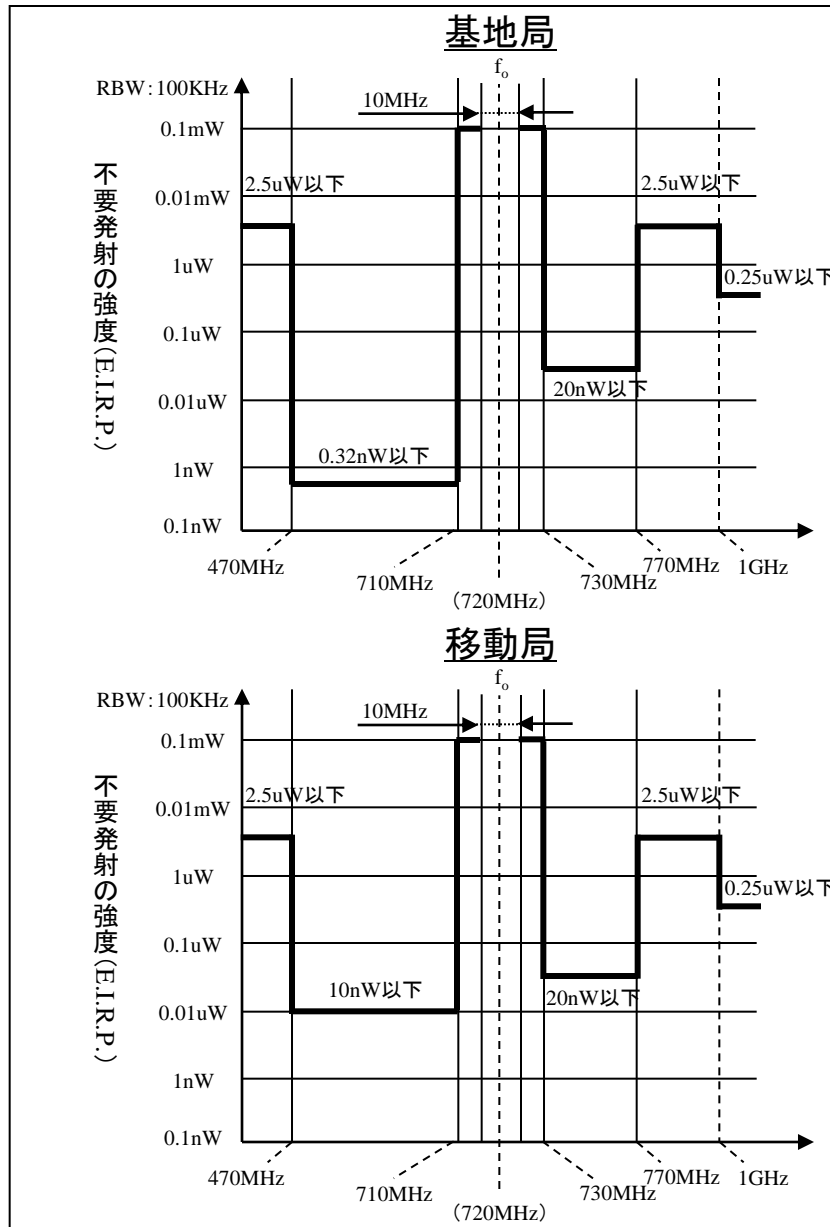 基地局
fo
RBW:100KHz
10MHz
0.1mW
2.5uW以下
2.5uW以下
0.01mW
1uW
0.25uW以下
0.1uW
20nW以下
0.01uW
0.32nW以下
1nW
0.1nW
不要発射の強度(E.I.R.P.)
470MHz
710MHz
(720MHz)
730MHz
770MHz
1GHz
移動局
fo
RBW:100KHz
10MHz
0.1mW
2.5uW以下
2.5uW以下
0.01mW
1uW
0.25uW以下
0.1uW
10nW以下
20nW以下
0.01uW
1nW
0.1nW
不要発射の強度(E.I.R.P.)
470MHz
710MHz
(720MHz)
730MHz
770MHz
1GHz